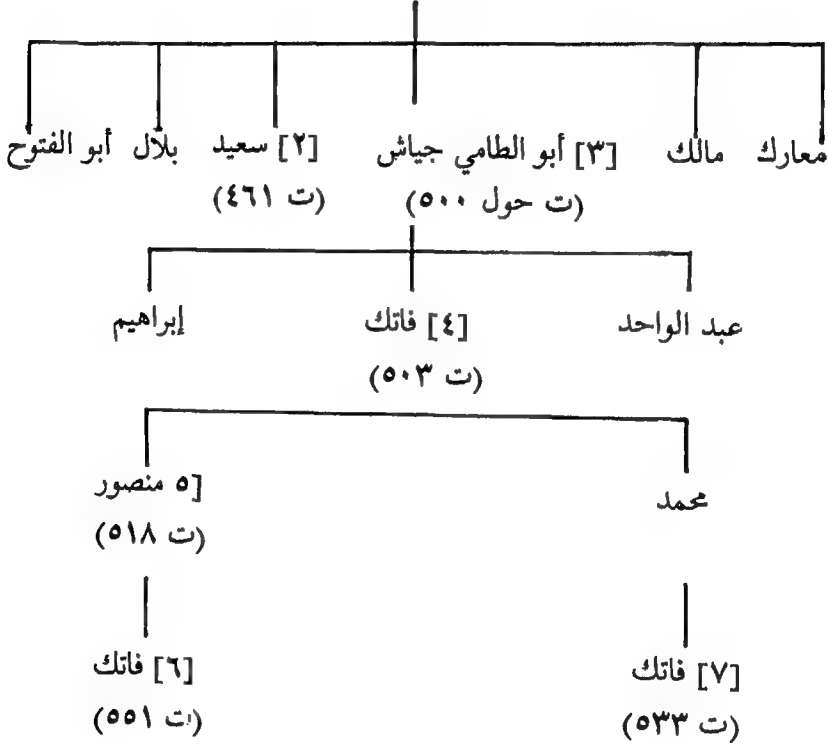 معارك مالك [٣] أبو الطامي جياش [٢] سعيد بلال أبو الفتوح
(ت حول ٥٠٠) (ت ٤٦١)
عبد الواحد [٤] فاتك إبراهيم
(ت ٥٠٣)
محمد [٥ منصور
(ت ٥١٨)
[٧] فاتك [٦] فاتك
(ت ٥٣٣) (ت ٥٥١)